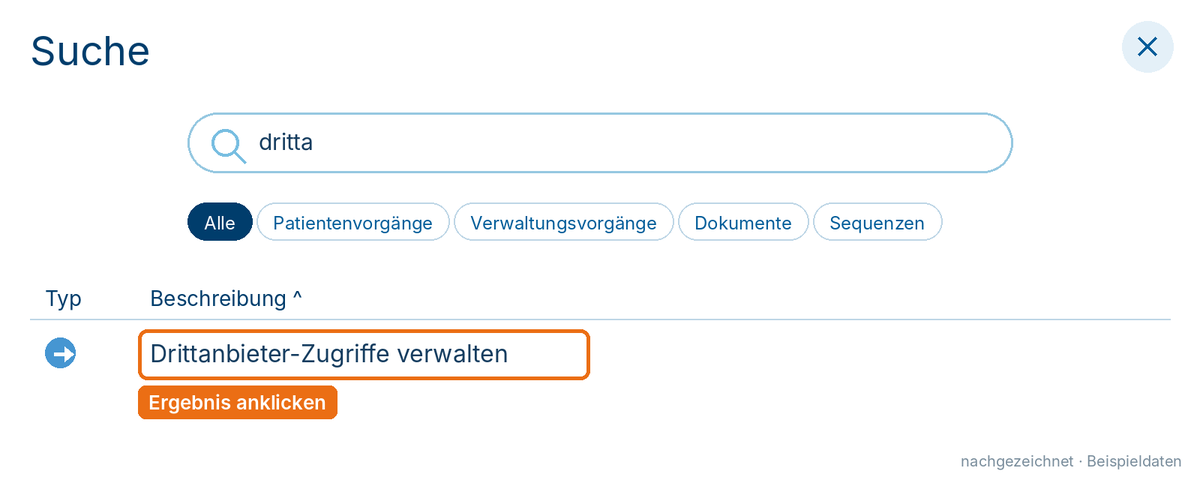 Suche
dritta
Alle Patientenvorgänge Verwaltungsvorgänge Dokumente Sequenzen
Typ Beschreibung ^
Drittanbieter-Zugriffe verwalten
Ergebnis anklicken
nachgezeichnet · Beispieldaten